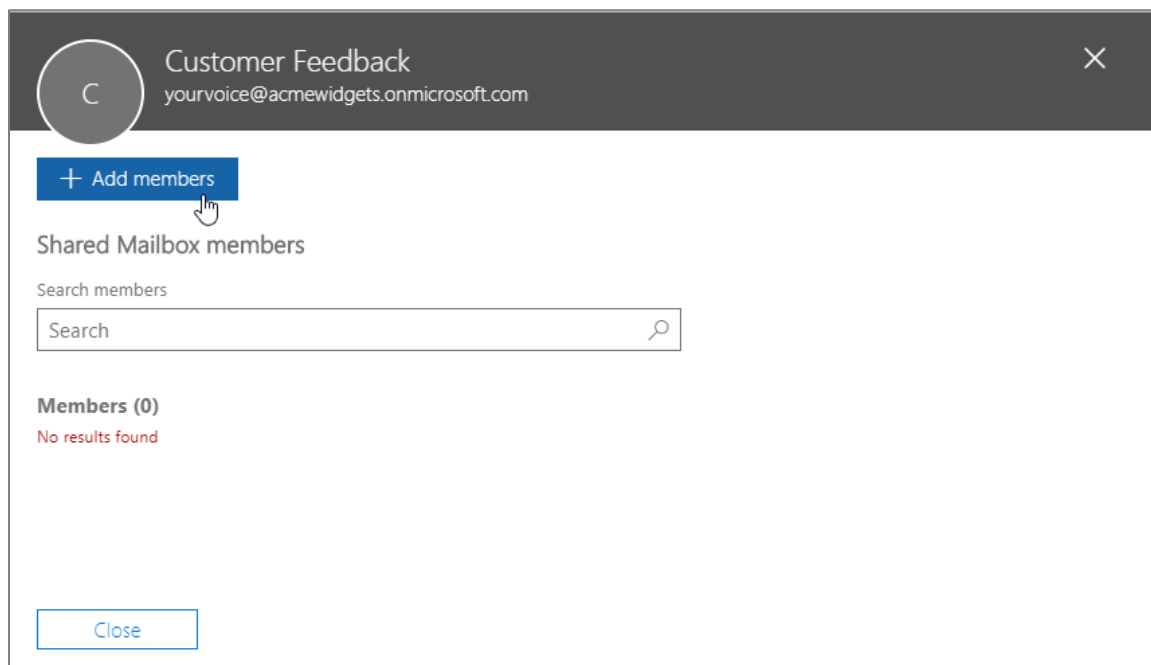 Customer Feedback
C
yourvoice@acmewidgets.onmicrosoft.com
+ Add members
Shared Mailbox members
Search members
Search
Members (0)
No results found
Close